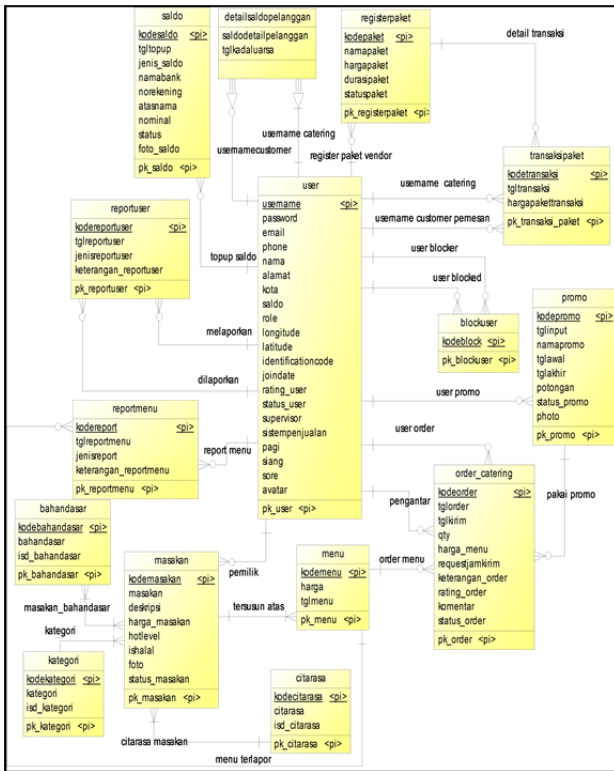 saldo
kodesaldo <pi>
tgltopup
jenis_saldo
namabank
norekening
atasnama
nominal
status
foto_saldo
pk_saldo <pi>
detailsaldopelanggan
saldodetailpelanggan
tglkadaluarsa
registerpaket
kodepaket <pi>
namapaket
hargapaket
durasipaket
statuspaket
pk_registerpaket <pi>
detail transaksi
username catering
usernamecustomer
register paket vendor
transaksipaket
kodetransaksi <pi>
tgltransaksi
hargapakettransaksi
pk_transaksi_paket <pi>
username catering
username customer pemesan
user
username <pi>
password
email
phone
nama
alamat
kota
saldo
role
longitude
latitude
identificationcode
joindate
rating_user
status_user
supervisor
sistempenjualan
pagi
siang
sore
avatar
pk_user <pi>
reportuser
kodereportuser <pi>
tglreportuser
jenisreportuser
keterangan_reportuser
pk_reportuser <pi>
topup saldo
melaporkan
dilaporkan
user blocker
user blocked
blockuser
kodeblock <pi>
pk_blockuser <pi>
promo
kodepromo <pi>
tglinput
namapromo
tglawal
tglakhir
potongan
status_promo
photo
pk_promo <pi>
user promo
user order
reportmenu
kodereport <pi>
tglreportmenu
jenisreport
keterangan_reportmenu
pk_reportmenu <pi>
report menu
order_catering
kodeorder <pi>
tglorder
tglkirim
qty
harga_menu
requestjamkirim
keterangan_order
rating_order
komentar
status_order
pk_order <pi>
pengantar
pakai promo
bahandasar
kodebahandasar <pi>
bahandasar
isd_bahandasar
pk_bahandasar <pi>
pemilik
masakan
kodemasakan <pi>
masakan
deskripsi
harga_masakan
hotlevel
ishalal
foto
status_masakan
pk_masakan <pi>
menu
kodemenu <pi>
harga
tglmenu
pk_menu <pi>
order menu
tersusun atas
masakan_bahandasar
kategori
kategori
kodekategori <pi>
kategori
isd_kategori
pk_kategori <pi>
citarasa
kodecitarasa <pi>
citarasa
isd_citarasa
pk_citarasa <pi>
citarasa masakan
menu terlapor